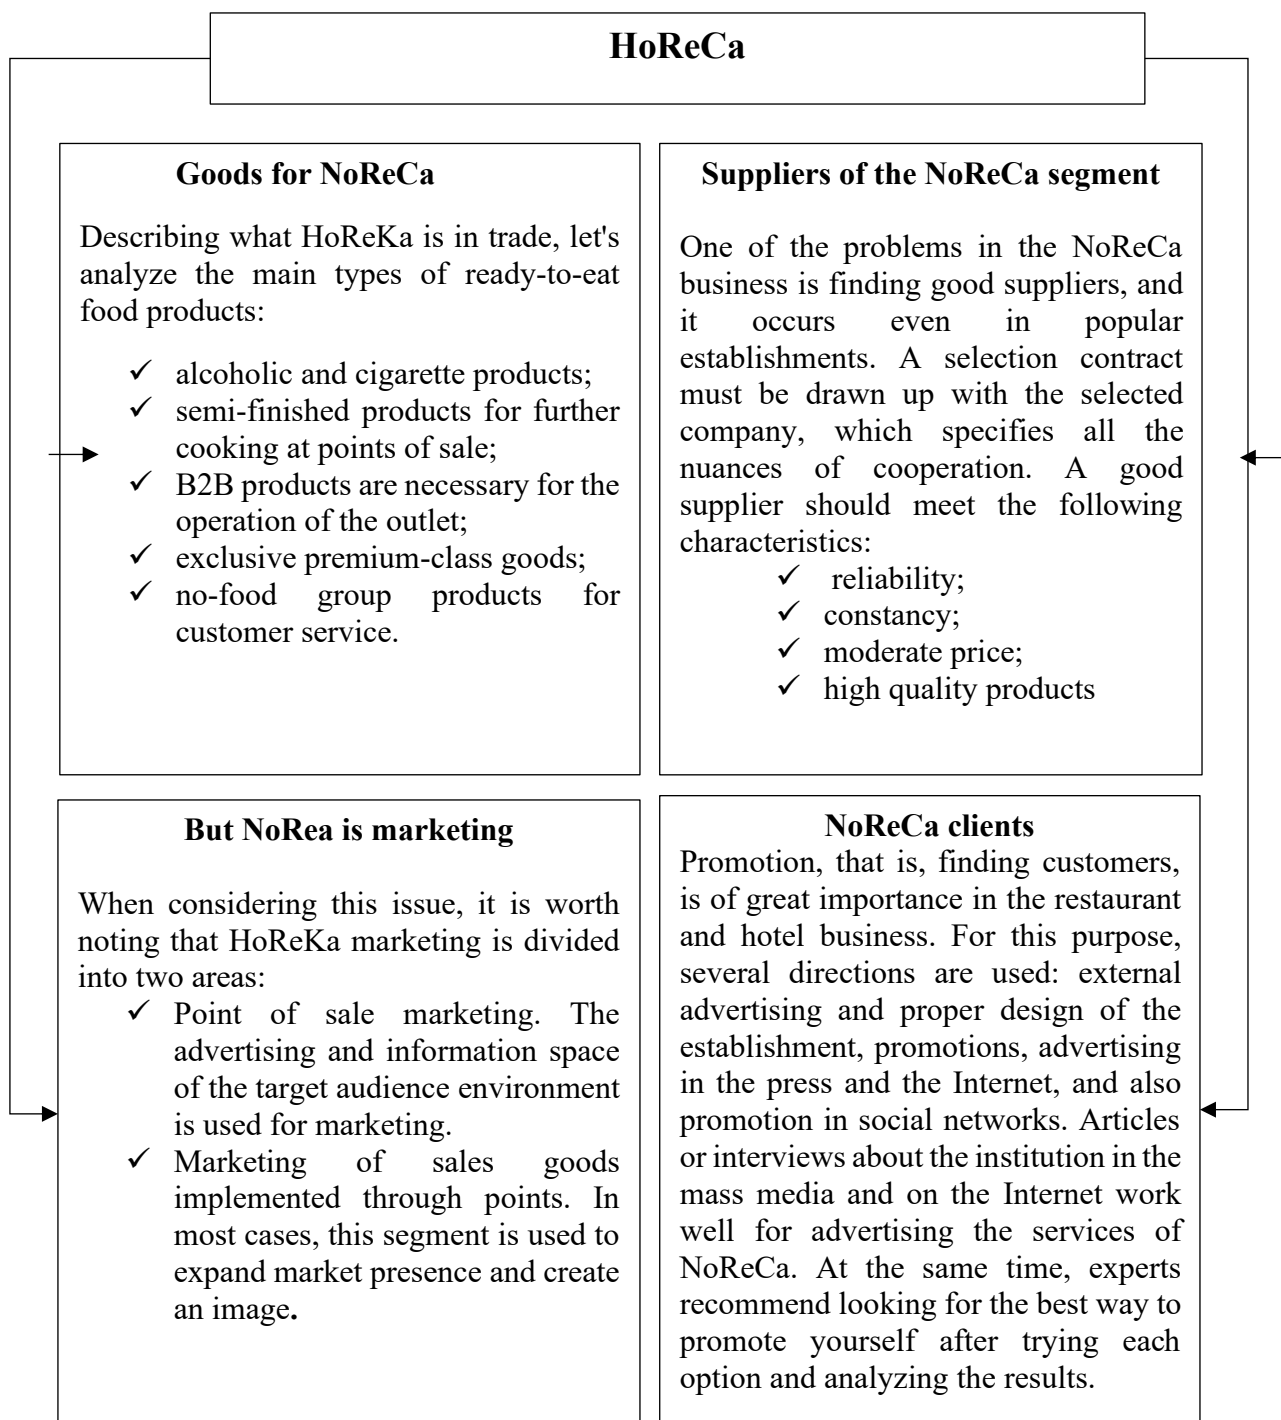 HoReCa
Goods for NoReCa
Describing what HoReKa is in trade, let's
analyze the main types of ready-to-eat
food products:
✓ alcoholic and cigarette products;
✓ semi-finished products for further
cooking at points of sale;
✓ B2B products are necessary for the
operation of the outlet;
✓ exclusive premium-class goods;
✓ no-food group products for
customer service.
Suppliers of the NoReCa segment
One of the problems in the NoReCa
business is finding good suppliers, and
it occurs even in popular
establishments. A selection contract
must be drawn up with the selected
company, which specifies all the
nuances of cooperation. A good
supplier should meet the following
characteristics:
✓ reliability;
✓ constancy;
✓ moderate price;
✓ high quality products
But NoRea is marketing
When considering this issue, it is worth
noting that HoReKa marketing is divided
into two areas:
✓ Point of sale marketing. The
advertising and information space
of the target audience environment
is used for marketing.
✓ Marketing of sales goods
implemented through points. In
most cases, this segment is used to
expand market presence and create
an image.
NoReCa clients
Promotion, that is, finding customers,
is of great importance in the restaurant
and hotel business. For this purpose,
several directions are used: external
advertising and proper design of the
establishment, promotions, advertising
in the press and the Internet, and also
promotion in social networks. Articles
or interviews about the institution in the
mass media and on the Internet work
well for advertising the services of
NoReCa. At the same time, experts
recommend looking for the best way to
promote yourself after trying each
option and analyzing the results.